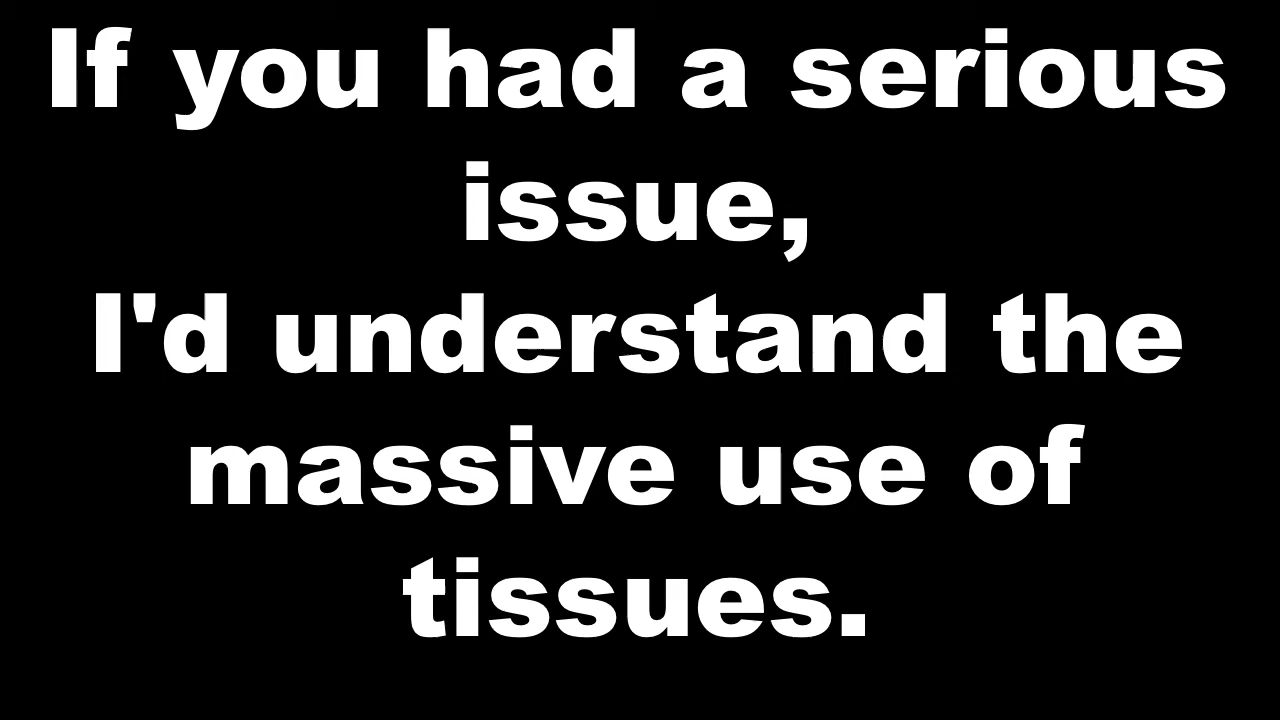 If you had a serious
issue,
I'd understand the
massive use of
tissues.